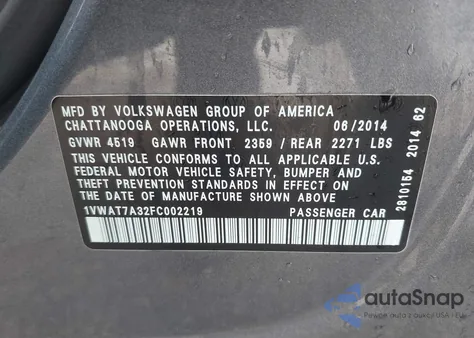 MFD BY VOLKSWAGEN GROUP OF AMERICA
CHATTANOOGA OPERATIONS, LLC. 06/2014
GVWR 4519 GAWR FRONT 2359 / REAR 2271 LBS
THIS VEHICLE CONFORMS TO ALL APPLICABLE U.S.
FEDERAL MOTOR VEHICLE SAFETY, BUMPER AND
THEFT PREVENTION STANDARDS IN EFFECT ON THE
DATE OF MANUFACTURE SHOWN ABOVE.
1VWAT7A32FC002219 PASSENGER CAR
2810154 2014 62
autoSnap